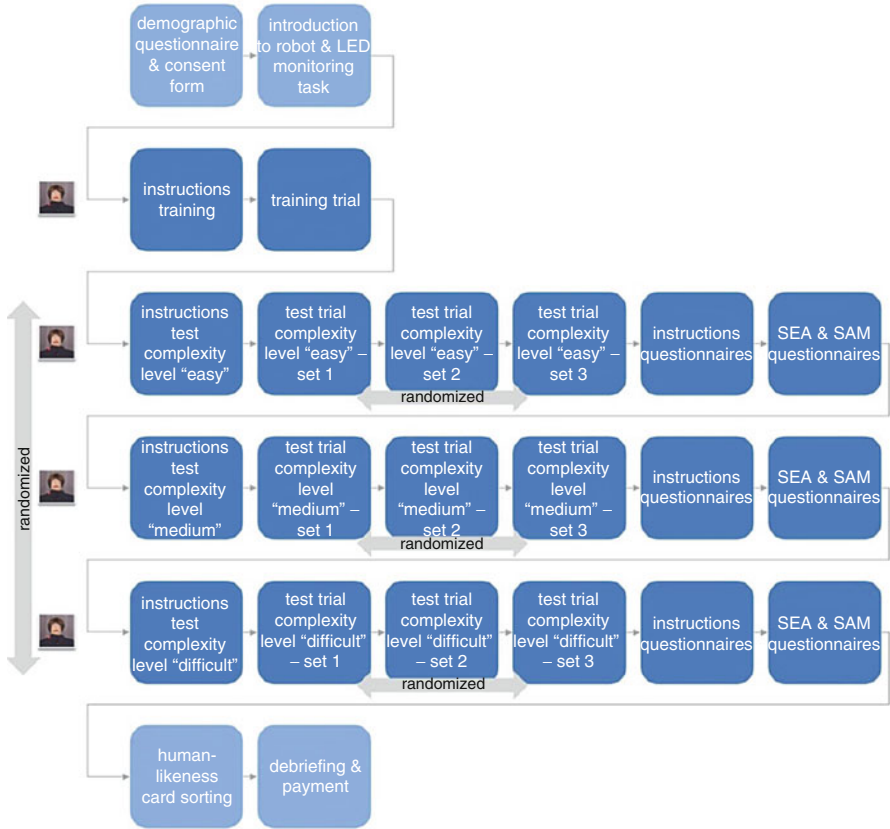 demographic
questionnaire
& consent
form
introduction
to robot & LED
monitoring
task
instructions
training
training trial
randomized
instructions
test
complexity
level “easy”
test trial
complexity
level “easy” –
set 1
test trial
complexity
level “easy” –
set 2
test trial
complexity
level “easy” –
set 3
randomized
instructions
questionnaires
SEA & SAM
questionnaires
instructions
test
complexity
level
“medium”
test trial
complexity
level
“medium” –
set 1
test trial
complexity
level
“medium” –
set 2
test trial
complexity
level
“medium” –
set 3
randomized
instructions
questionnaires
SEA & SAM
questionnaires
instructions
test
complexity
level “difficult”
test trial
complexity
level “difficult”
– set 1
test trial
complexity
level “difficult”
– set 2
test trial
complexity
level “difficult”
– set 3
randomized
instructions
questionnaires
SEA & SAM
questionnaires
human-
likeness
card sorting
debriefing &
payment